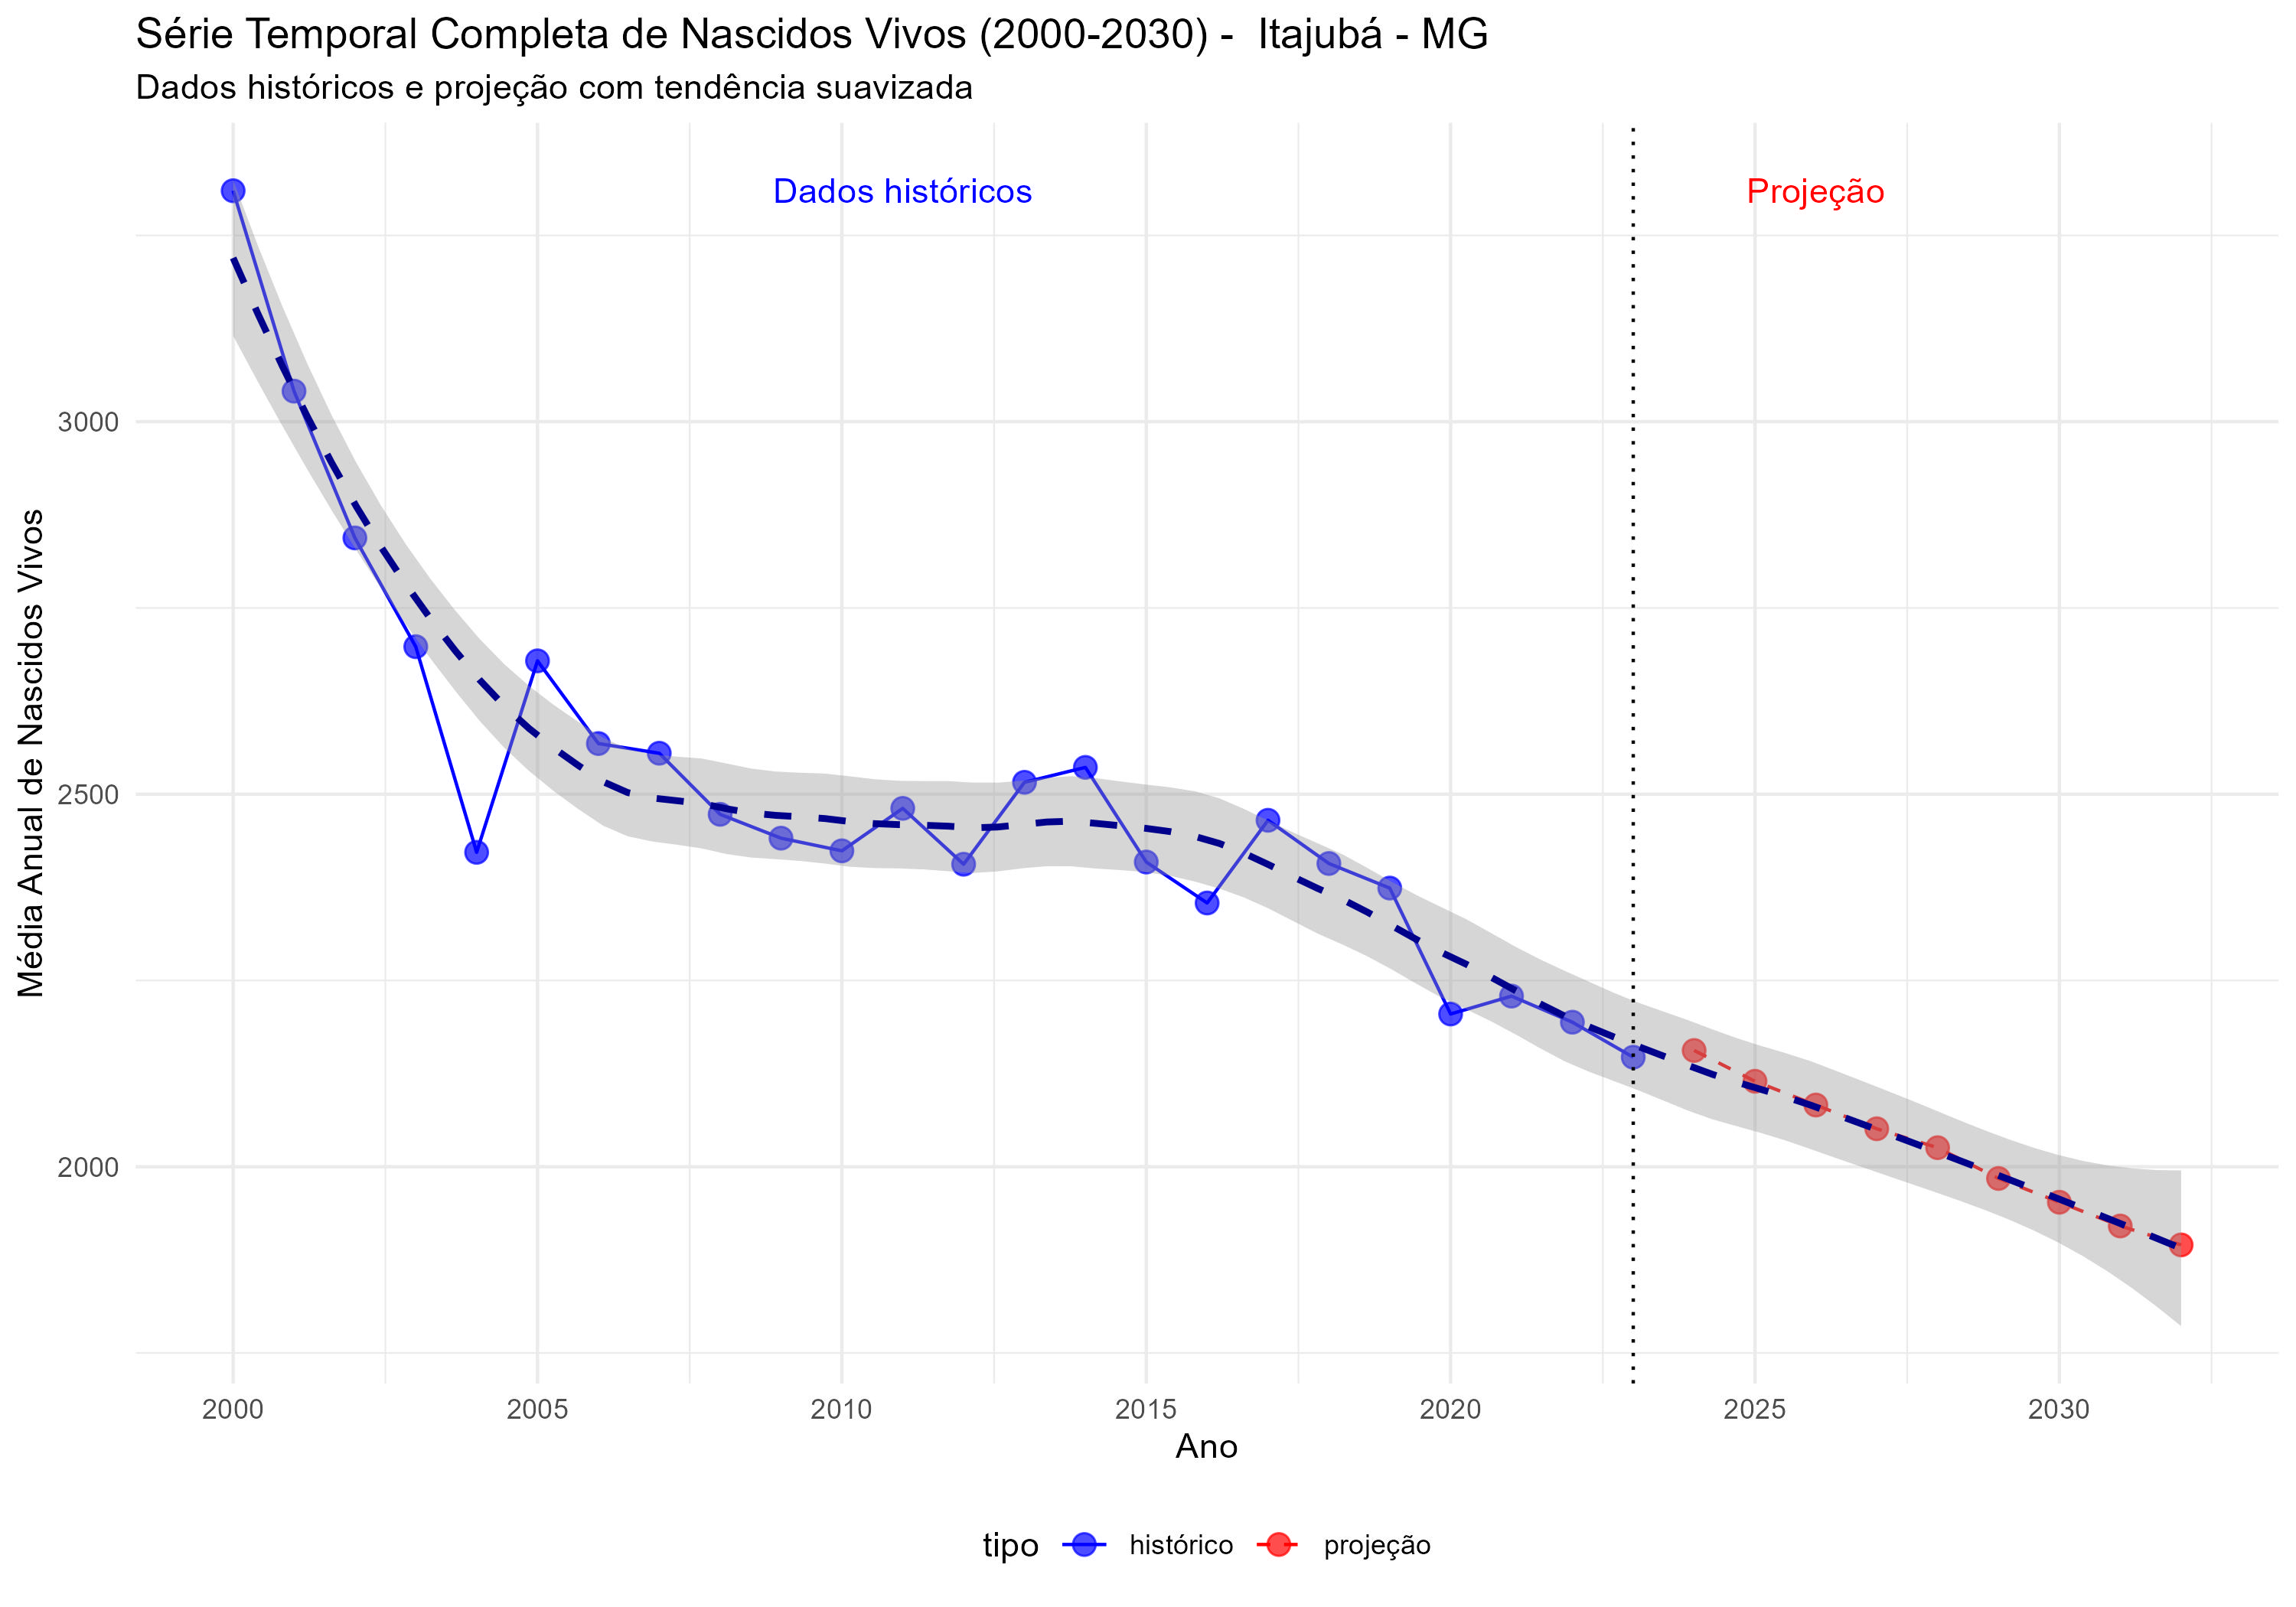 Série Temporal Completa de Nascidos Vivos (2000-2030) -  Itajubá - MG
Dados históricos e projeção com tendência suavizada
Dados históricos
Projeção
Média Anual de Nascidos Vivos
3000
2500
2000
2000
2005
2010
2015
2020
2025
2030
Ano
tipo
histórico
projeção